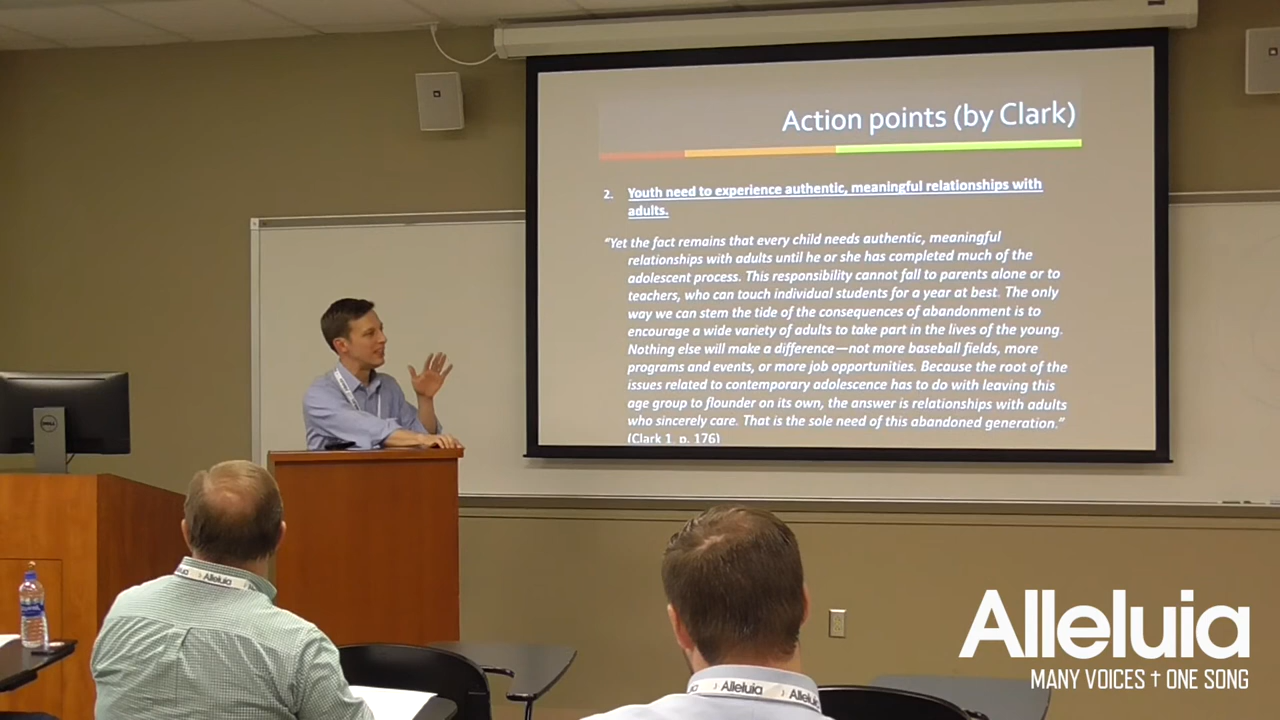 Action points (by Clark)
2. Youth need to experience authentic, meaningful relationships with
adults.
“Yet the fact remains that every child needs authentic, meaningful
relationships with adults until he or she has completed much of the
adolescent process. This responsibility cannot fall to parents alone or to
teachers, who can touch individual students for a year at best. The only
way we can stem the tide of the consequences of abandonment is to
encourage a wide variety of adults to take part in the lives of the young.
Nothing else will make a difference—not more baseball fields, more
programs and events, or more job opportunities. Because the root of the
issues related to contemporary adolescence has to do with leaving this
age group to flounder on its own, the answer is relationships with adults
who sincerely care. That is the sole need of this abandoned generation.”
(Clark 1, p. 176)
DELL
Alleluia
Alleluia
Alleluia
Alleluia
MANY VOICES † ONE SONG